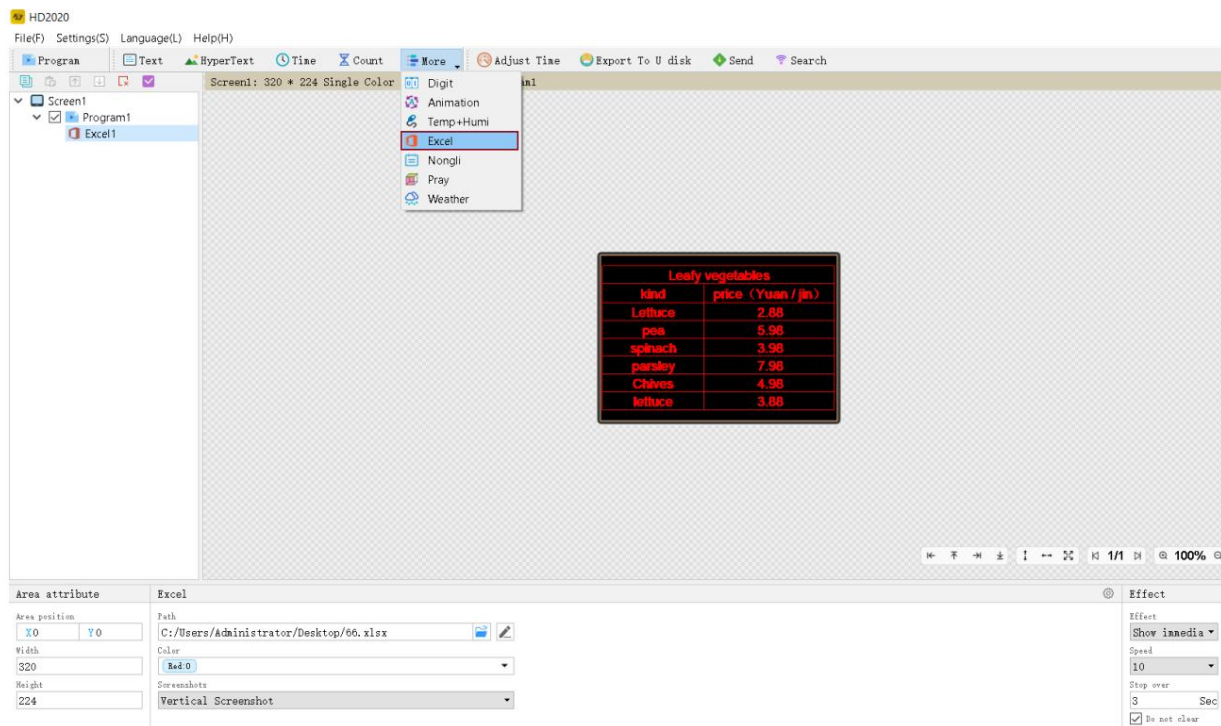 HD2020
File(F) Settings(S) Language(L) Help(H)
Program Text HyperText Time Count More Adjust Time Export To U disk Send Search
Screen1: 320 * 224 Single Color
Digit
Animation
Temp+Humi
Excel
Nongli
Pray
Weather
Screen1
Program1
Excel1
Leafy vegetables
kind price（Yuan / jin）
Lettuce 2.88
pea 5.98
spinach 3.98
parsley 7.98
Chives 4.98
lettuce 3.88
1/1 100%
Area attribute Excel Effect
Area position
X0 Y0
Width
320
Height
224
Path
C:/Users/Administrator/Desktop/66.xlsx
Color
Red:0
Screenshots
Vertical Screenshot
Effect
Show immedia
Speed
10
Stop over
3 Sec
Do not clear